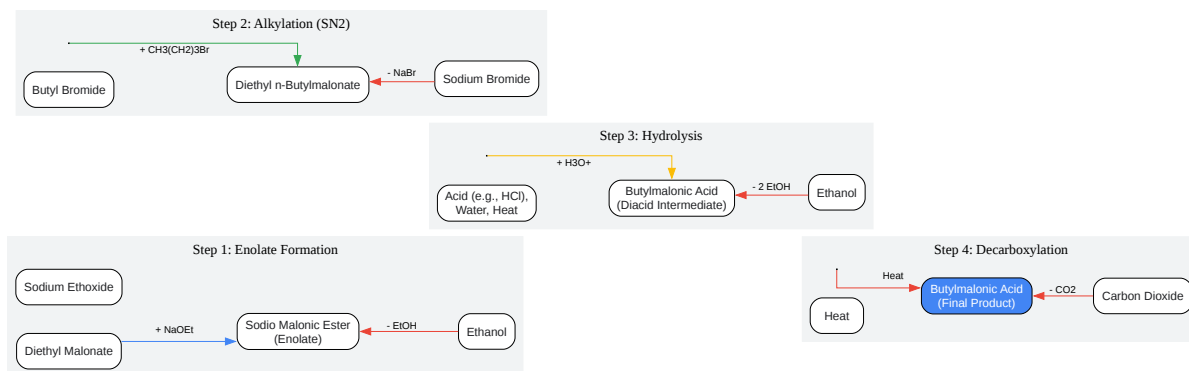 Step 2: Alkylation (SN2)
+ CH3(CH2)3Br
Butyl Bromide
Diethyl n-Butylmalonate
- NaBr
Sodium Bromide
Step 3: Hydrolysis
+ H3O+
Acid (e.g., HCl),
Water, Heat
Butylmalonic Acid
(Diacid Intermediate)
- 2 EtOH
Ethanol
Step 1: Enolate Formation
Sodium Ethoxide
Diethyl Malonate
+ NaOEt
Sodio Malonic Ester
(Enolate)
- EtOH
Ethanol
Step 4: Decarboxylation
Heat
Heat
Butylmalonic Acid
(Final Product)
- CO2
Carbon Dioxide